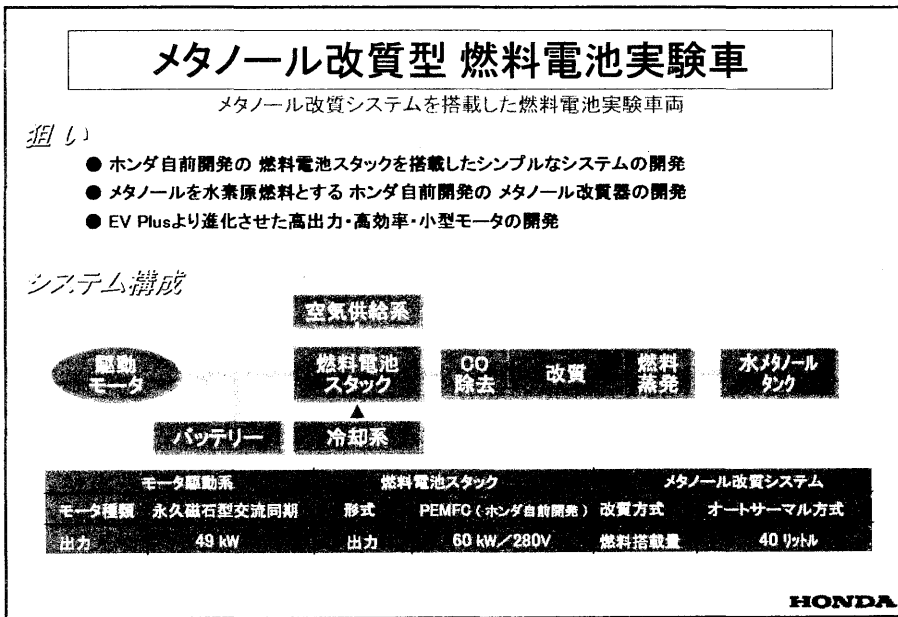 メタノール改質型 燃料電池実験車
メタノール改質システムを搭載した燃料電池実験車両
狙い
● ホンダ自前開発の 燃料電池スタックを搭載したシンプルなシステムの開発
● メタノールを水素原燃料とする ホンダ自前開発の メタノール改質器の開発
● EV Plusより進化させた高出力・高効率・小型モータの開発
システム構成
空気供給系
駆動
モータ
燃料電池
スタック
CO
除去
改質
燃料
蒸発
水メタノール
タンク
バッテリー
冷却系
モータ駆動系 燃料電池スタック メタノール改質システム
モータ種類 永久磁石型交流同期 形式 PEMFC（ホンダ自前開発） 改質方式 オートサーマル方式
出力 49 kW 出力 60 kW／280V 燃料搭載量 40 リットル
HONDA